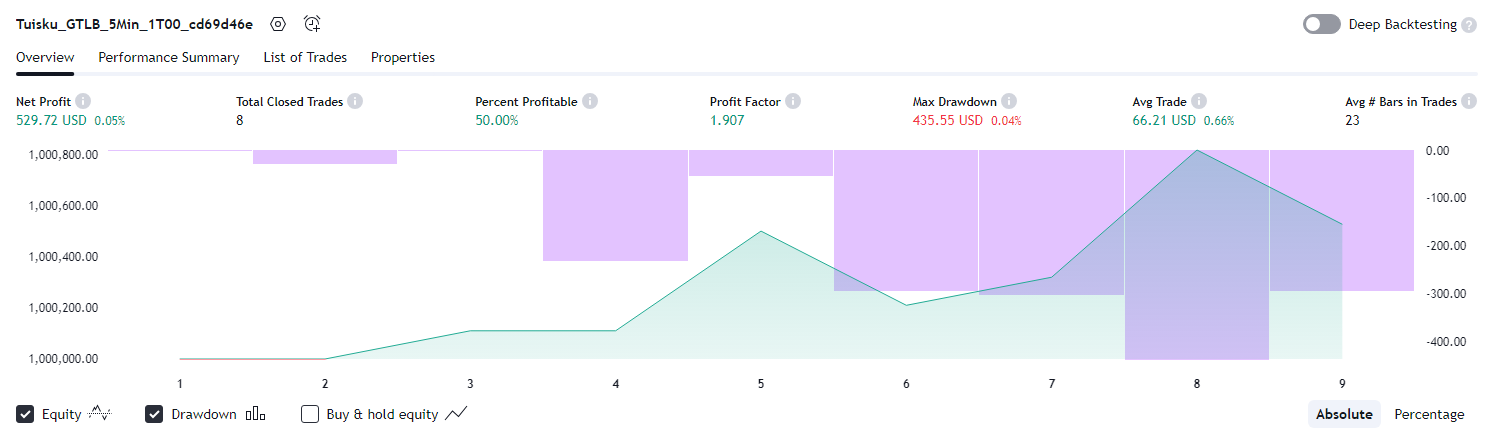 Tuisku_GTLB_5Min_1T00_cd69d46e
Deep Backtesting ?
Overview Performance Summary List of Trades Properties
Net Profit i Total Closed Trades i Percent Profitable i Profit Factor i Max Drawdown i Avg Trade i Avg # Bars in Trades i
529.72 USD 0.05% 8 50.00% 1.907 435.55 USD 0.04% 66.21 USD 0.66% 23
1,000,800.00 0.00
1,000,600.00 -100.00
1,000,400.00 -200.00
1,000,200.00 -300.00
1,000,000.00 -400.00
1 2 3 4 5 6 7 8 9
Equity Drawdown Buy & hold equity Absolute Percentage